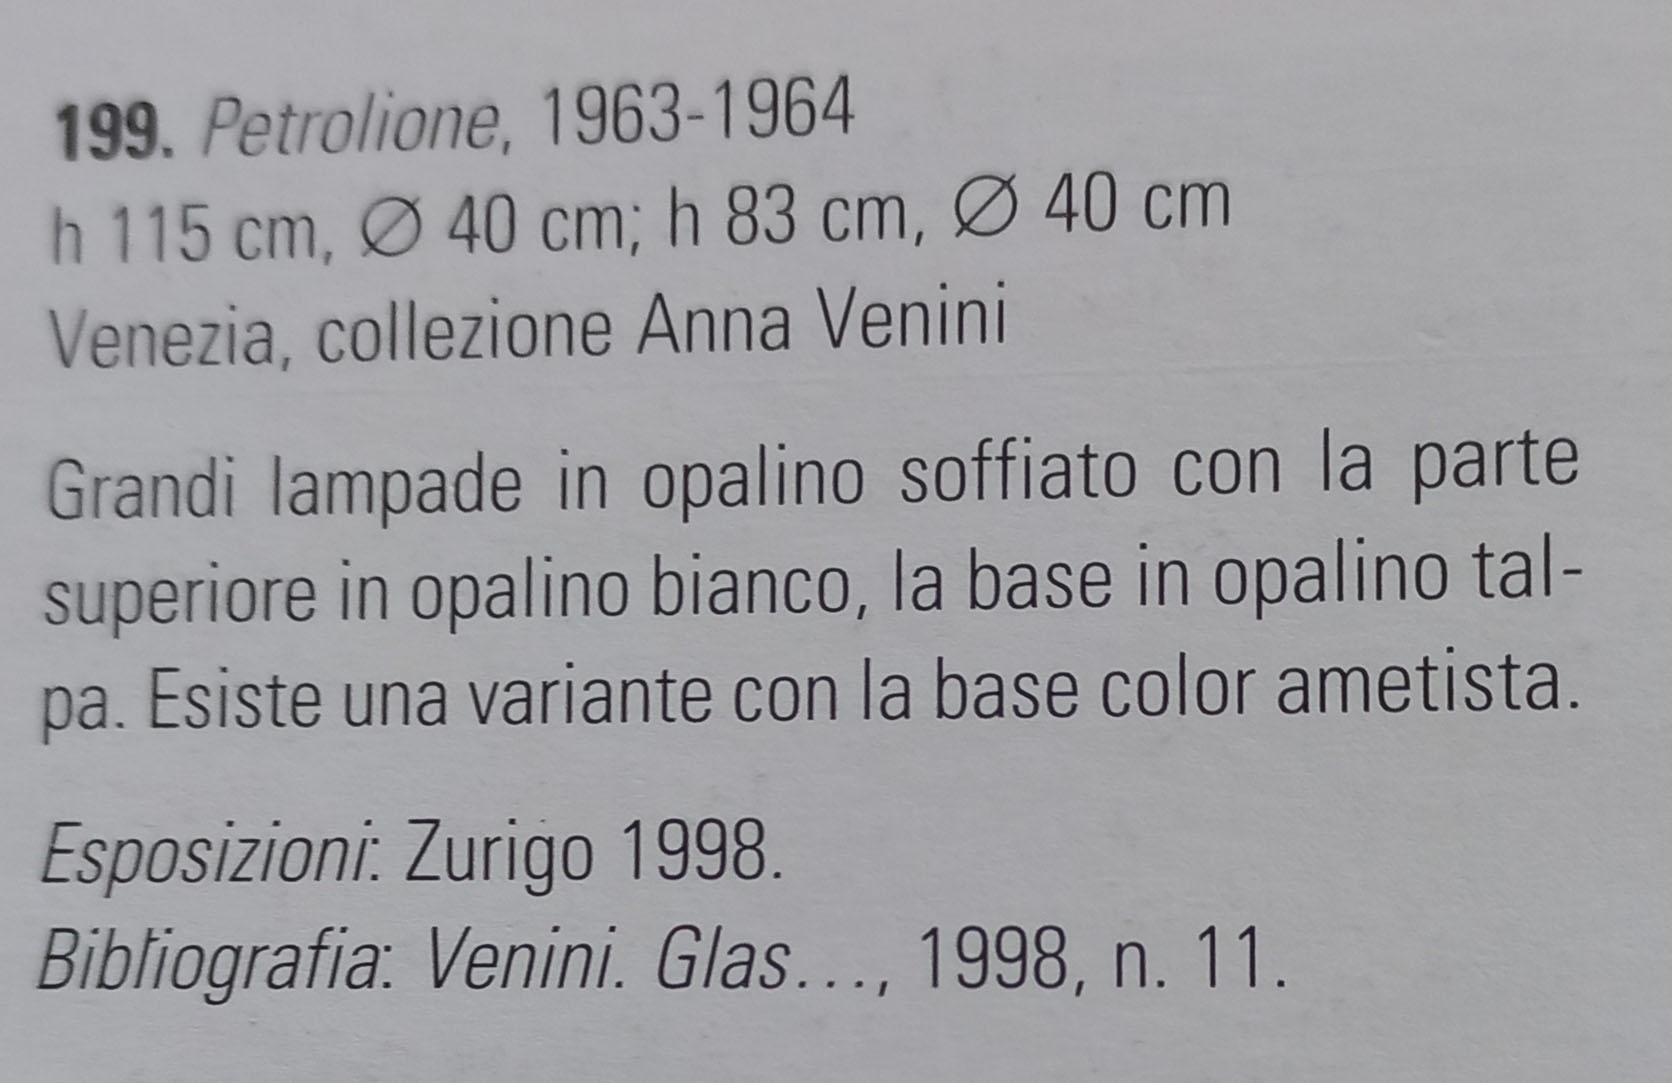 199. Petrolione, 1963-1964
h 115 cm, Ø 40 cm; h 83 cm, Ø 40 cm
Venezia, collezione Anna Venini
Grandi lampade in opalino soffiato con la parte
superiore in opalino bianco, la base in opalino tal-
pa. Esiste una variante con la base color ametista.
Esposizioni: Zurigo 1998.
Bibliografia: Venini. Glas..., 1998, n. 11.